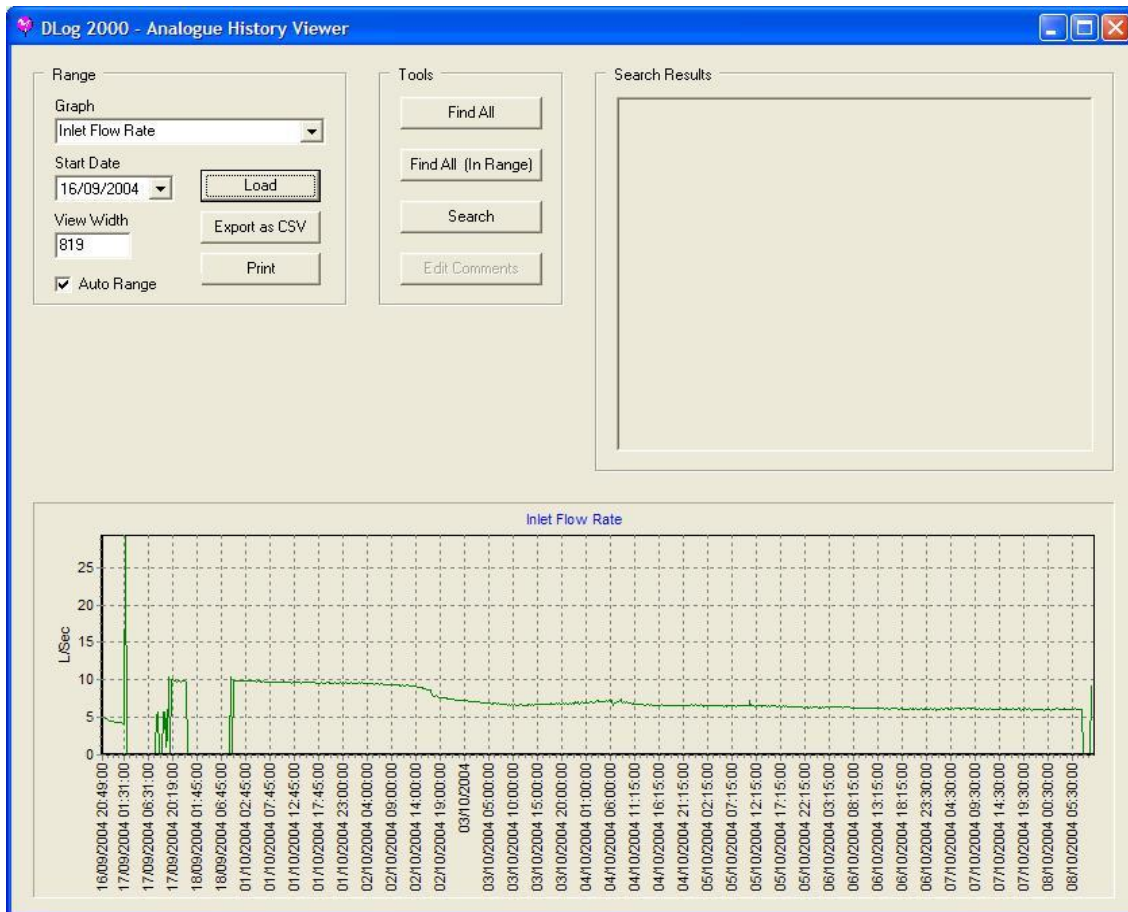 DLog 2000 - Analogue History Viewer
Range
Graph
Inlet Flow Rate
Start Date
16/09/2004
Load
View Width
819
Export as CSV
Auto Range
Print
Tools
Find All
Find All (In Range)
Search
Edit Comments
Search Results
Inlet Flow Rate
L/Sec
25
20
15
10
5
0
16/09/2004 20:49:00
17/09/2004 01:31:00
17/09/2004 06:31:00
17/09/2004 20:19:00
18/09/2004 01:45:00
18/09/2004 06:45:00
01/10/2004 02:45:00
01/10/2004 07:45:00
01/10/2004 12:45:00
01/10/2004 17:45:00
01/10/2004 23:00:00
02/10/2004 04:00:00
02/10/2004 09:00:00
02/10/2004 14:00:00
02/10/2004 19:00:00
03/10/2004
03/10/2004 05:00:00
03/10/2004 10:00:00
03/10/2004 15:00:00
03/10/2004 20:00:00
04/10/2004 01:00:00
04/10/2004 06:00:00
04/10/2004 11:15:00
04/10/2004 16:15:00
04/10/2004 21:15:00
05/10/2004 02:15:00
05/10/2004 07:15:00
05/10/2004 12:15:00
05/10/2004 17:15:00
05/10/2004 22:15:00
06/10/2004 03:15:00
06/10/2004 08:15:00
06/10/2004 13:15:00
06/10/2004 18:15:00
06/10/2004 23:30:00
07/10/2004 04:30:00
07/10/2004 09:30:00
07/10/2004 14:30:00
07/10/2004 19:30:00
08/10/2004 00:30:00
08/10/2004 05:30:00